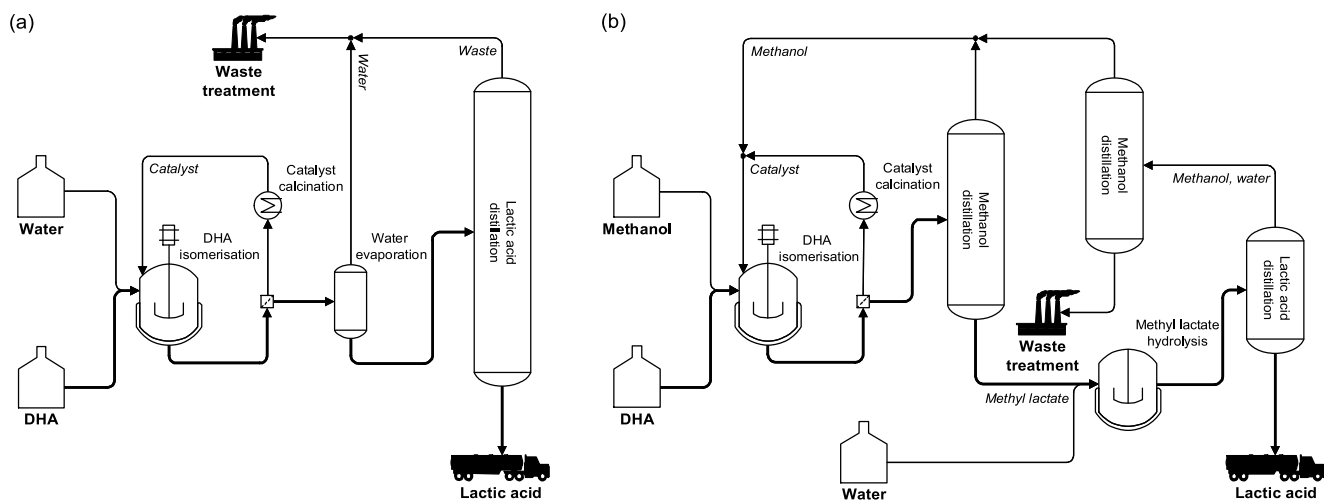 (a)
Waste
treatment
Water
Waste
Water
Catalyst
Catalyst
calcination
DHA
isomerisation
Water
evaporation
Lactic acid
distillation
DHA
Lactic acid
(b)
Methanol
Methanol
distillation
Methanol
Catalyst
Catalyst
calcination
DHA
isomerisation
Methanol
distillation
Methanol, water
Lactic acid
distillation
Waste
treatment
Methyl lactate
hydrolysis
Methyl lactate
DHA
Water
Lactic acid